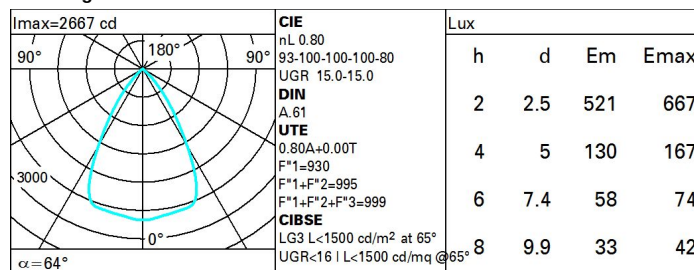 Imax=2667 cd
90°
180°
90°
3000
0°
α=64°
CIE
nL 0.80
93-100-100-100-80
UGR 15.0-15.0
DIN
A.61
UTE
0.80A+0.00T
F"1=930
F"1+F"2=995
F"1+F"2+F"3=999
CIBSE
LG3 L<1500 cd/m² at 65°
UGR<16 | L<1500 cd/mq @65°
Lux
h d Em Emax
2 2.5 521 667
4 5 130 167
6 7.4 58 74
8 9.9 33 42